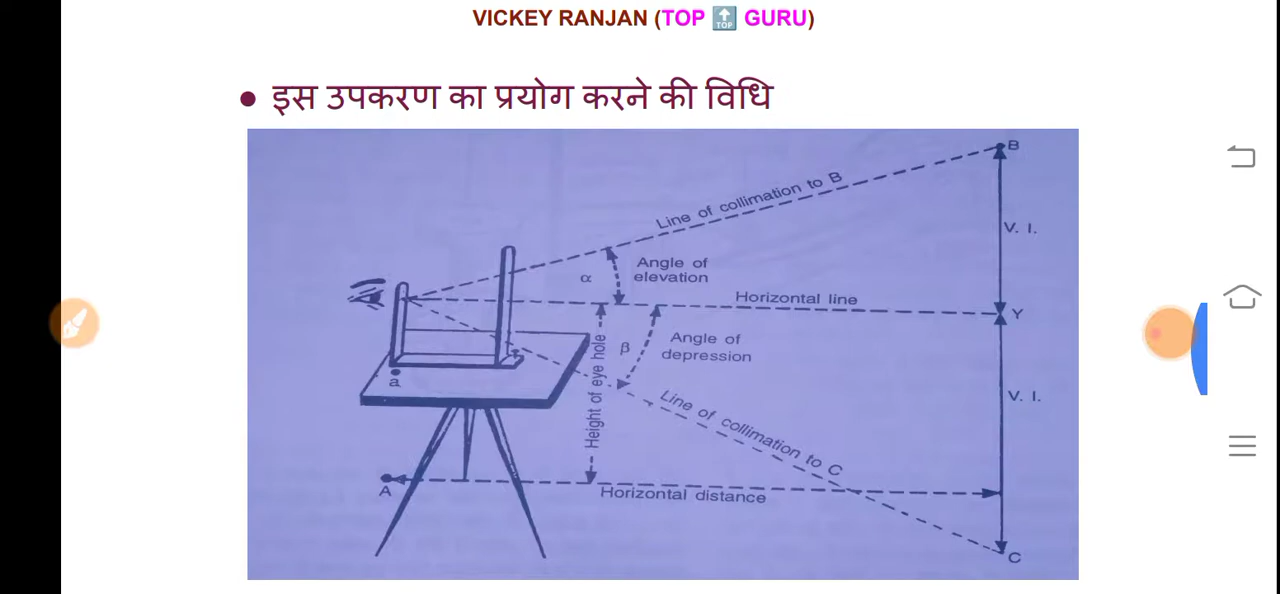 VICKEY RANJAN (TOP 🔝 GURU)
● इस उपकरण का प्रयोग करने की विधि
B
Line of collimation to B
V. I.
α
Angle of
elevation
Horizontal line
Y
β
Angle of
depression
Height of eye hole
a
V. I.
Line of collimation to C
A
Horizontal distance
C